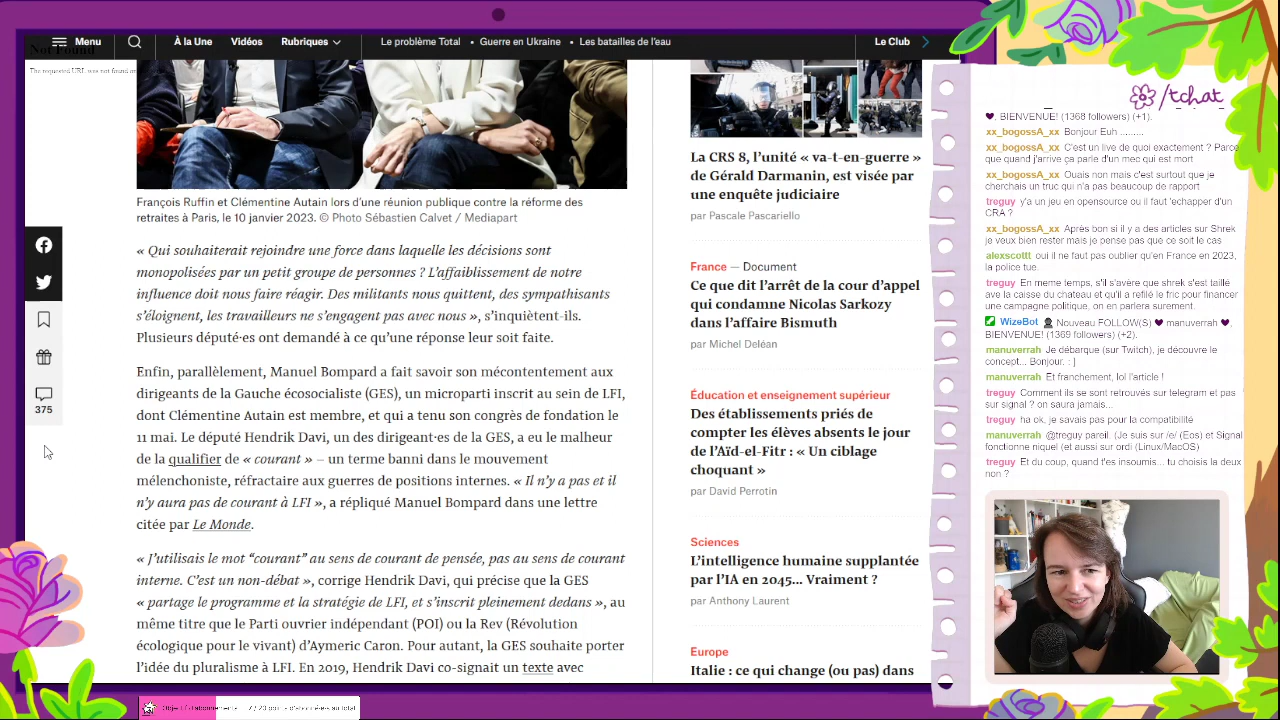 Menu
À la Une
Vidéos
Rubriques
Le problème Total
• Guerre en Ukraine
• Les batailles de l'eau
Le Club
Not Found
The requested URL was not found
François Ruffin et Clémentine Autain lors d'une réunion publique contre la réforme des
retraites à Paris, le 10 janvier 2023. © Photo Sébastien Calvet / Mediapart
« Qui souhaiterait rejoindre une force dans laquelle les décisions sont
monopolisées par un petit groupe de personnes ? L'affaiblissement de notre
influence doit nous faire réagir. Des militants nous quittent, des sympathisants
s'éloignent, les travailleurs ne s'engagent pas avec nous », s'inquiètent-ils.
Plusieurs député·es ont demandé à ce qu'une réponse leur soit faite.
Enfin, parallèlement, Manuel Bompard a fait savoir son mécontentement aux
dirigeants de la Gauche écosocialiste (GES), un microparti inscrit au sein de LFI,
dont Clémentine Autain est membre, et qui a tenu son congrès de fondation le
11 mai. Le député Hendrik Davi, un des dirigeant·es de la GES, a eu le malheur
de la qualifier de « courant » – un terme banni dans le mouvement
mélenchoniste, réfractaire aux guerres de positions internes. « Il n'y a pas et il
n'y aura pas de courant à LFI », a répliqué Manuel Bompard dans une lettre
citée par Le Monde.
« J'utilisais le mot “courant” au sens de courant de pensée, pas au sens de courant
interne. C'est un non-débat », corrige Hendrik Davi, qui précise que la GES
« partage le programme et la stratégie de LFI, et s'inscrit pleinement dedans », au
même titre que le Parti ouvrier indépendant (POI) ou la Rev (Révolution
écologique pour le vivant) d'Aymeric Caron. Pour autant, la GES souhaite porter
l'idée du pluralisme à LFI. En 2019, Hendrik Davi co-signait un texte avec
375
La CRS 8, l'unité « va-t-en-guerre »
de Gérald Darmanin, est visée par
une enquête judiciaire
par Pascale Pascariello
France — Document
Ce que dit l'arrêt de la cour d'appel
qui condamne Nicolas Sarkozy
dans l'affaire Bismuth
par Michel Deléan
Éducation et enseignement supérieur
Des établissements priés de
compter les élèves absents le jour
de l'Aïd-el-Fitr : « Un ciblage
choquant »
par David Perrotin
Sciences
L'intelligence humaine supplantée
par l'IA en 2045... Vraiment ?
par Anthony Laurent
Europe
Italie : ce qui change (ou pas) dans
/tchat
BIENVENUE! (1368 followers) (+1).
xx_bogossA_xx Bonjour Euh ........
xx_bogossA_xx C'est un live de quoi exactement ? Parce
que quand j'arrive ça parle d'un mec qui est mort
xx_bogossA_xx Ouais non mais c'est surtout que je
cherchais un truc qui n'a pas beaucoup de rapport
treguy y'a un jeu en opensource ou il faut 'echapper d'un
CRA ?
xx_bogossA_xx Après bon si il y a des articles sur Shrek
je veux bien rester mais je pense pas que ce soit le cas
alexscottt oui il ne faut pas oublier qu'en France en 2023,
la police tue.
treguy En meme temps, s'il s'avère que shrek s'est taillé
ave la caisse du chateau et qu'il a reflé le fric pour financer
une campagne politique, on en parlera surement.
WizeBot Nouveau FOLLOW(S) ♥ manuverrah ♥,
BIENVENUE! (1369 followers) (+2).
manuverrah Je débarque (sur Twitch), je découvre le
concept... Bonjour. : ]
manuverrah Et franchement, lol l'article !
treguy Comment ils se sont retrouvés sur telegram et pas
sur signal ? on saura jamais...
treguy ha ok, je savais pas pour la compatibilité
manuverrah @treguy pareil. (Je suis sur /e/ (Eos) et Signal
fonctionne niquel (et aussi sur ordi (Linux/MacOS)
treguy Et du coup, quand t'es insoumis... tu choisis la deux
non ?